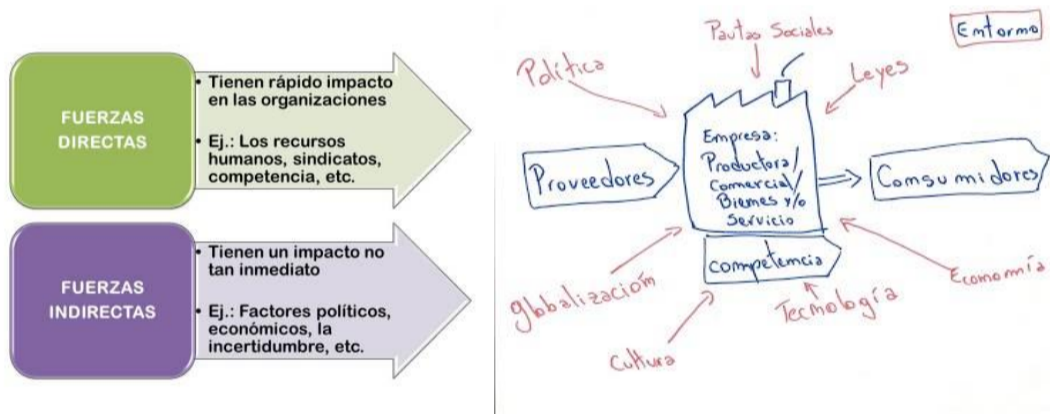 FUERZAS
DIRECTAS
• Tienen rápido impacto
en las organizaciones
• Ej.: Los recursos
humanos, sindicatos,
competencia, etc.
FUERZAS
INDIRECTAS
• Tienen un impacto no
tan inmediato
• Ej.: Factores políticos,
económicos, la
incertidumbre, etc.
Entorno
Pautas Sociales
Política
Leyes
Proveedores
Empresa:
Productora/
Comercial/
Bienes y/o
Servicio
Consumidores
competencia
globalización
Cultura
Tecnología
Economía